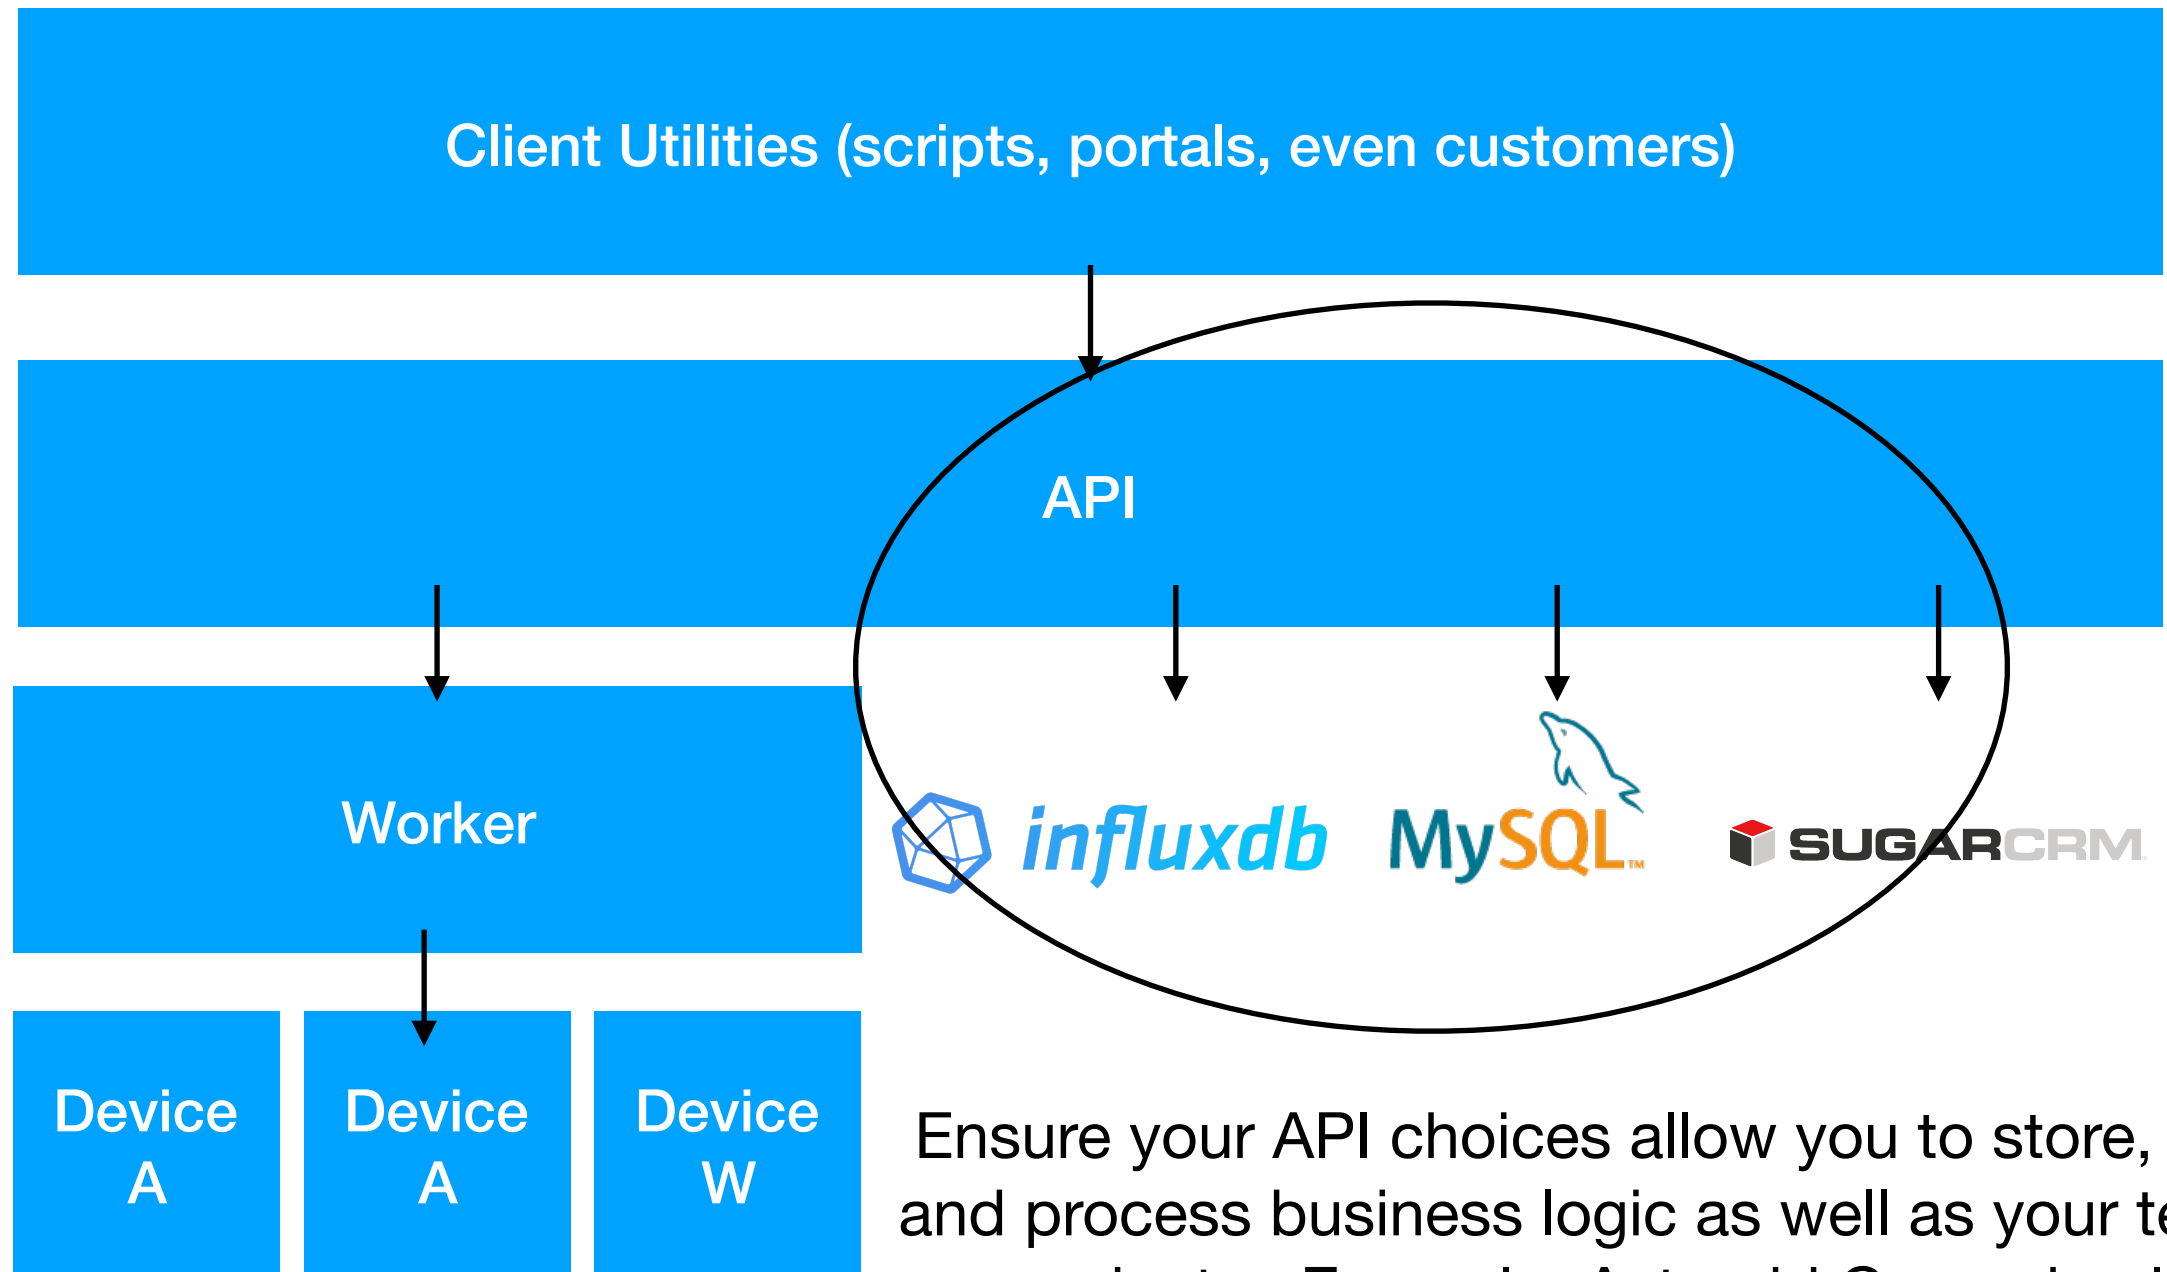 Client Utilities (scripts, portals, even customers)
API
Worker
influxdb
MySQL™
SUGARCRM
Device
A
Device
A
Device
W
Ensure your API choices allow you to store,
and process business logic as well as your